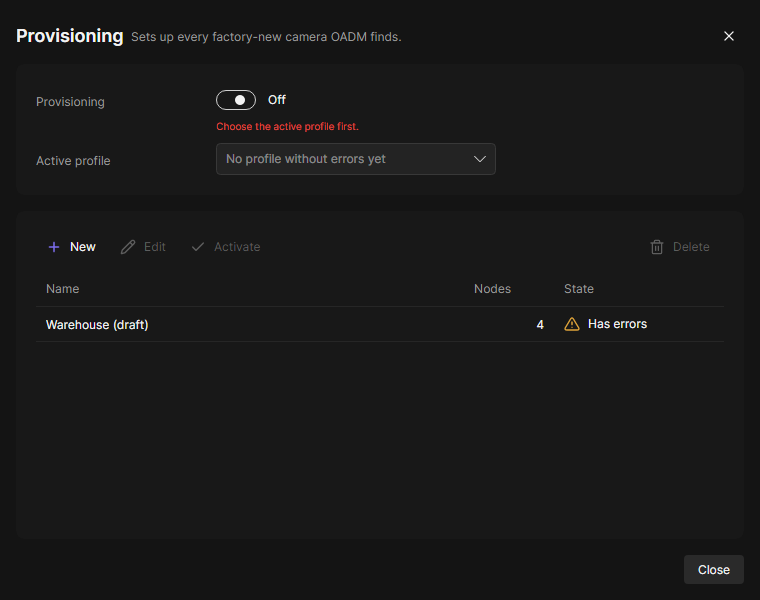 Provisioning Sets up every factory-new camera OADM finds.
Provisioning Off
Choose the active profile first.
Active profile No profile without errors yet
New Edit Activate Delete
Name Nodes State
Warehouse (draft) 4 Has errors
Close